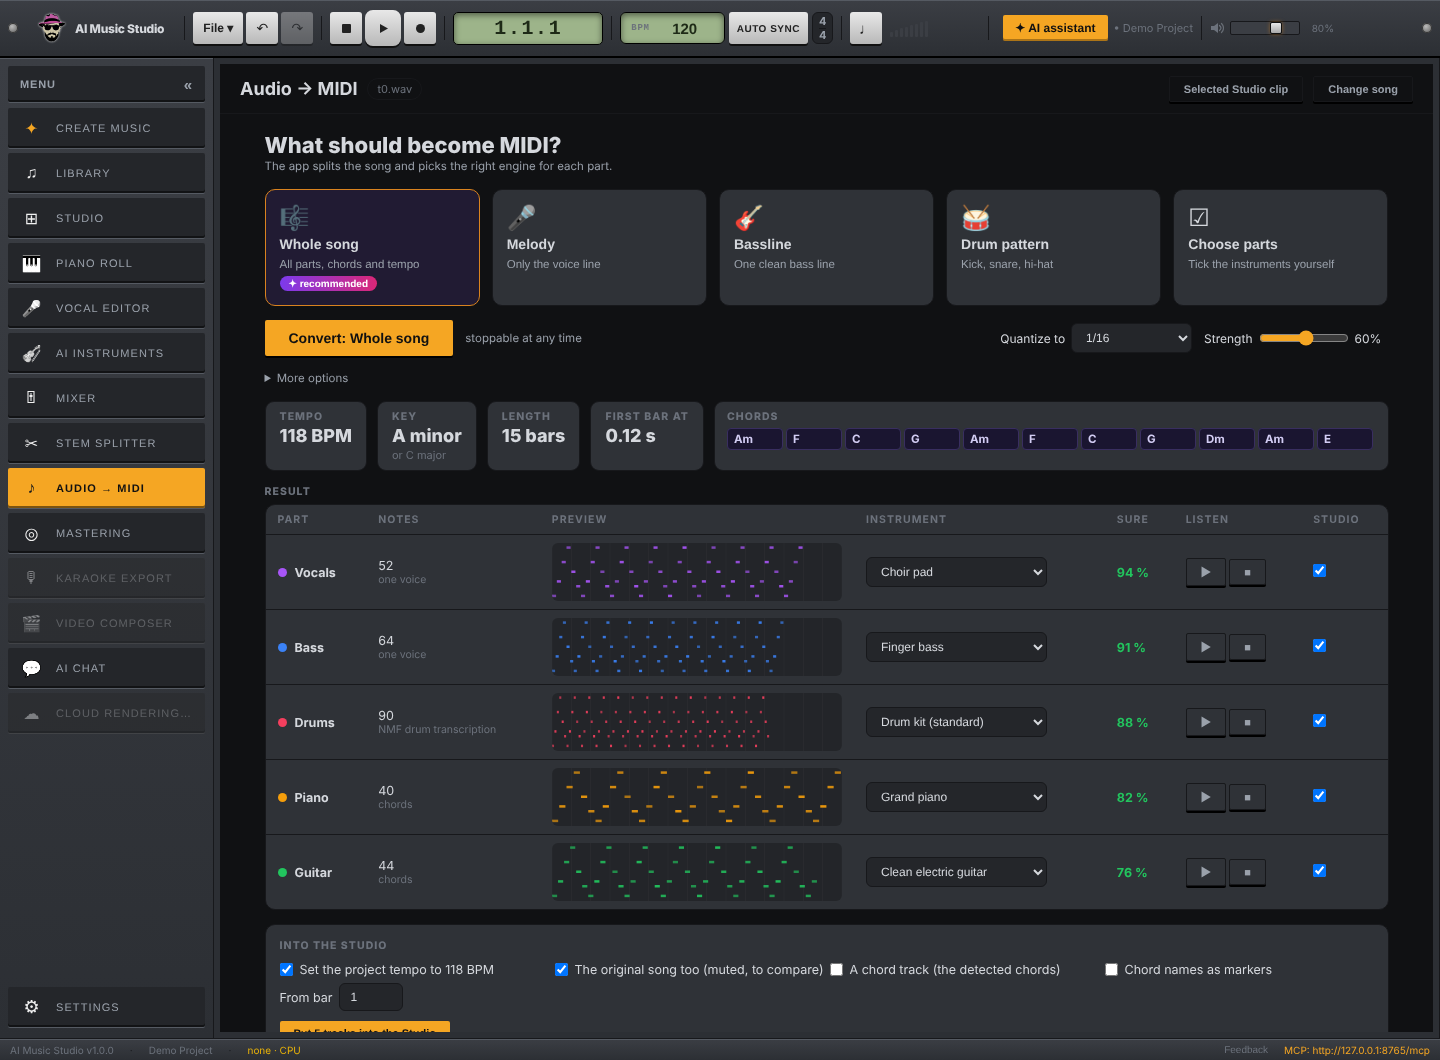 AI Music Studio
File ▾
1.1.1
BPM 120
AUTO SYNC
4
4
✦ AI assistant
• Demo Project
80%
MENU «
CREATE MUSIC
LIBRARY
STUDIO
PIANO ROLL
VOCAL EDITOR
AI INSTRUMENTS
MIXER
STEM SPLITTER
AUDIO → MIDI
MASTERING
KARAOKE EXPORT
VIDEO COMPOSER
AI CHAT
CLOUD RENDERING...
SETTINGS
Audio → MIDI t0.wav
Selected Studio clip
Change song
What should become MIDI?
The app splits the song and picks the right engine for each part.
Whole song
All parts, chords and tempo
✦ recommended
Melody
Only the voice line
Bassline
One clean bass line
Drum pattern
Kick, snare, hi-hat
Choose parts
Tick the instruments yourself
Convert: Whole song
stoppable at any time
Quantize to 1/16
Strength 60%
▶ More options
TEMPO
118 BPM
KEY
A minor
or C major
LENGTH
15 bars
FIRST BAR AT
0.12 s
CHORDS
Am F C G Am F C G Dm Am E
RESULT
PART NOTES PREVIEW INSTRUMENT SURE LISTEN STUDIO
Vocals 52 one voice Choir pad 94 %
Bass 64 one voice Finger bass 91 %
Drums 90 NMF drum transcription Drum kit (standard) 88 %
Piano 40 chords Grand piano 82 %
Guitar 44 chords Clean electric guitar 76 %
INTO THE STUDIO
Set the project tempo to 118 BPM
The original song too (muted, to compare)
A chord track (the detected chords)
Chord names as markers
From bar 1
Put 5 tracks into the Studio
AI Music Studio v1.0.0
Demo Project
none · CPU
Feedback
MCP: http://127.0.0.1:8765/mcp